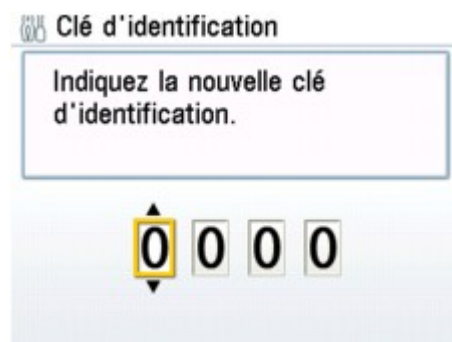 Clé d'identification
Indiquez la nouvelle clé
d'identification.
0 0 0 0